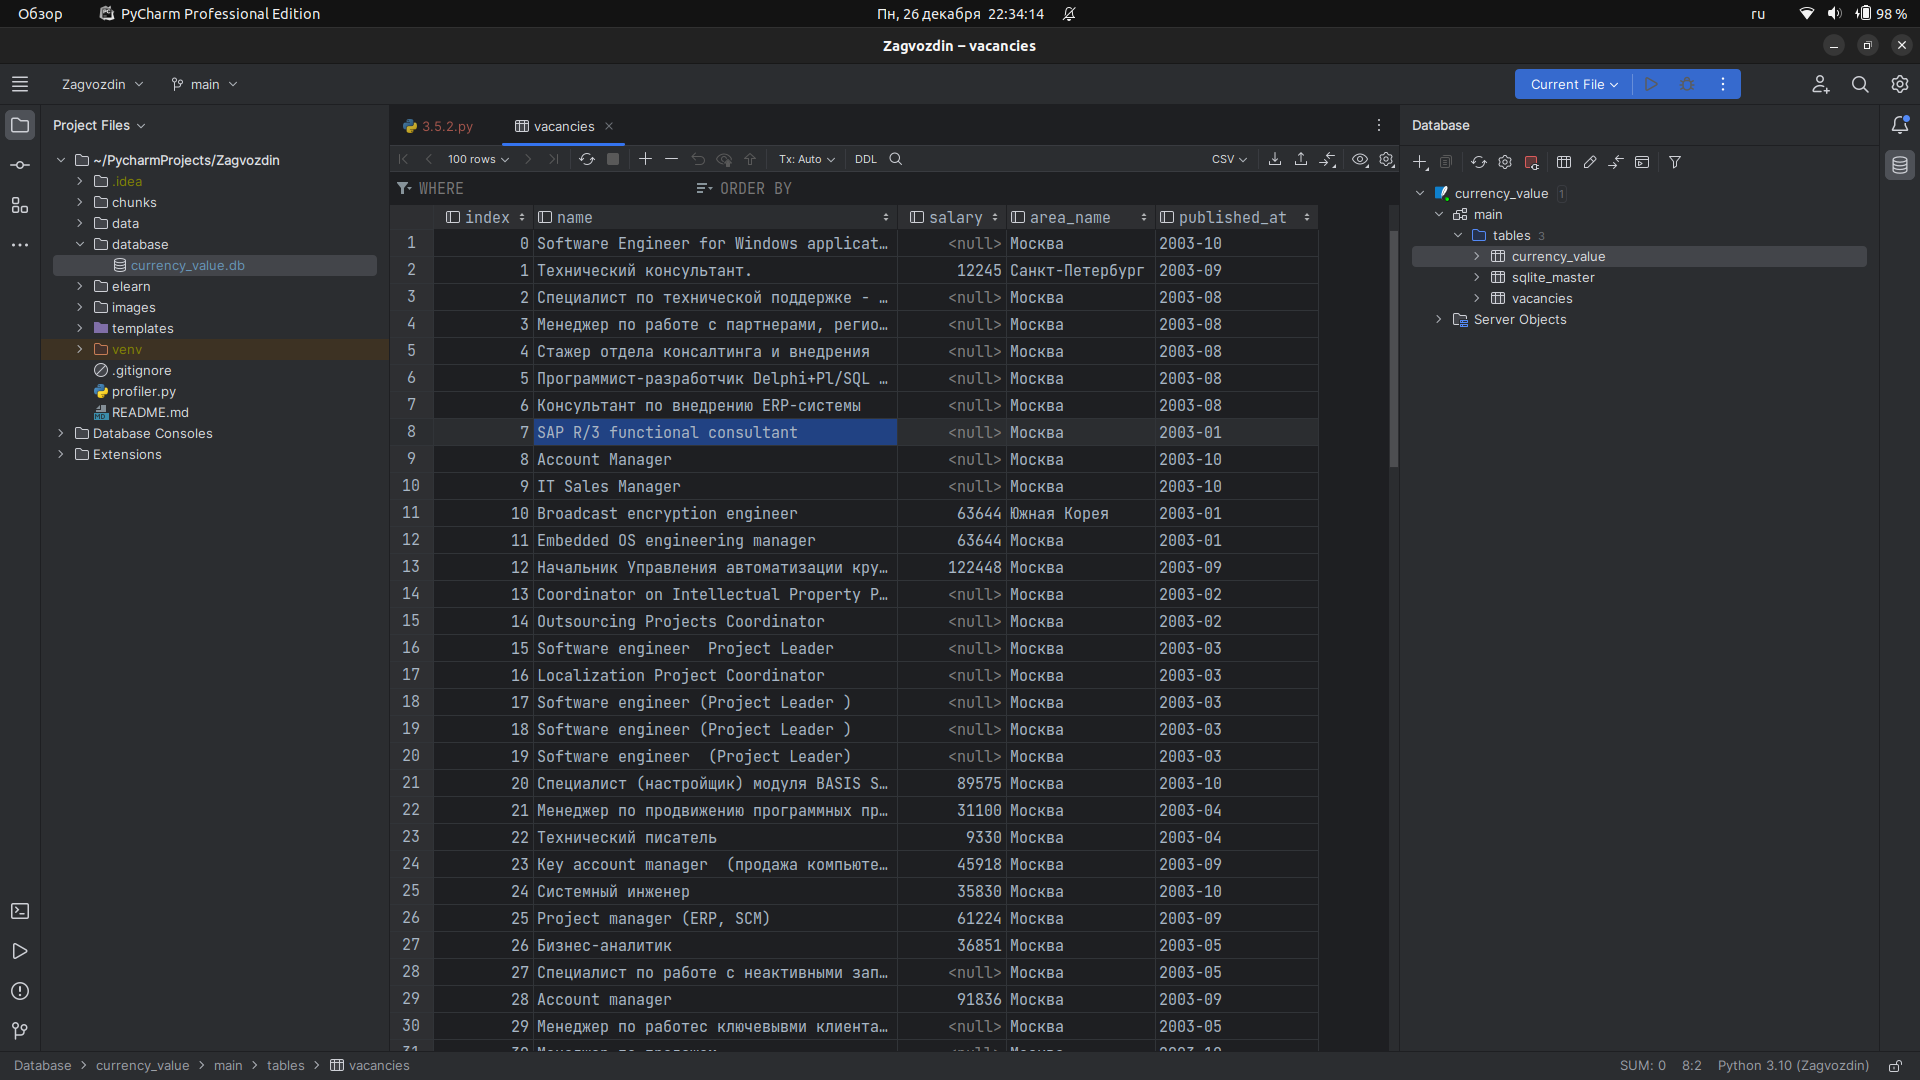 Обзор PyCharm Professional Edition Пн, 26 декабря 22:34:14 ru 98 %
Zagvozdin – vacancies
Zagvozdin main Current File
Project Files
~/PycharmProjects/Zagvozdin
.idea
chunks
data
database
currency_value.db
elearn
images
templates
venv
.gitignore
profiler.py
README.md
Database Consoles
Extensions
3.5.2.py vacancies
100 rows Tx: Auto DDL CSV
WHERE ORDER BY
index name salary area_name published_at
1 0 Software Engineer for Windows applicat… <null> Москва 2003-10
2 1 Технический консультант. 12245 Санкт-Петербург 2003-09
3 2 Специалист по технической поддержке - … <null> Москва 2003-08
4 3 Менеджер по работе с партнерами, регио… <null> Москва 2003-08
5 4 Стажер отдела консалтинга и внедрения <null> Москва 2003-08
6 5 Программист-разработчик Delphi+Pl/SQL … <null> Москва 2003-08
7 6 Консультант по внедрению ERP-системы <null> Москва 2003-08
8 7 SAP R/3 functional consultant <null> Москва 2003-01
9 8 Account Manager <null> Москва 2003-10
10 9 IT Sales Manager <null> Москва 2003-10
11 10 Broadcast encryption engineer 63644 Южная Корея 2003-01
12 11 Embedded OS engineering manager 63644 Москва 2003-01
13 12 Начальник Управления автоматизации кру… 122448 Москва 2003-09
14 13 Coordinator on Intellectual Property P… <null> Москва 2003-02
15 14 Outsourcing Projects Coordinator <null> Москва 2003-02
16 15 Software engineer  Project Leader <null> Москва 2003-03
17 16 Localization Project Coordinator <null> Москва 2003-03
18 17 Software engineer (Project Leader ) <null> Москва 2003-03
19 18 Software engineer (Project Leader ) <null> Москва 2003-03
20 19 Software engineer  (Project Leader) <null> Москва 2003-03
21 20 Специалист (настройщик) модуля BASIS S… 89575 Москва 2003-10
22 21 Менеджер по продвижению программных пр… 31100 Москва 2003-04
23 22 Технический писатель 9330 Москва 2003-04
24 23 Key account manager  (продажа компьюте… 45918 Москва 2003-09
25 24 Системный инженер 35830 Москва 2003-10
26 25 Project manager (ERP, SCM) 61224 Москва 2003-09
27 26 Бизнес-аналитик 36851 Москва 2003-05
28 27 Специалист по работе с неактивными зап… <null> Москва 2003-05
29 28 Account manager 91836 Москва 2003-09
30 29 Менеджер по работес ключевывми клиента… <null> Москва 2003-05
Database
currency_value 1
main
tables 3
currency_value
sqlite_master
vacancies
Server Objects
Database currency_value main tables vacancies SUM: 0 8:2 Python 3.10 (Zagvozdin)